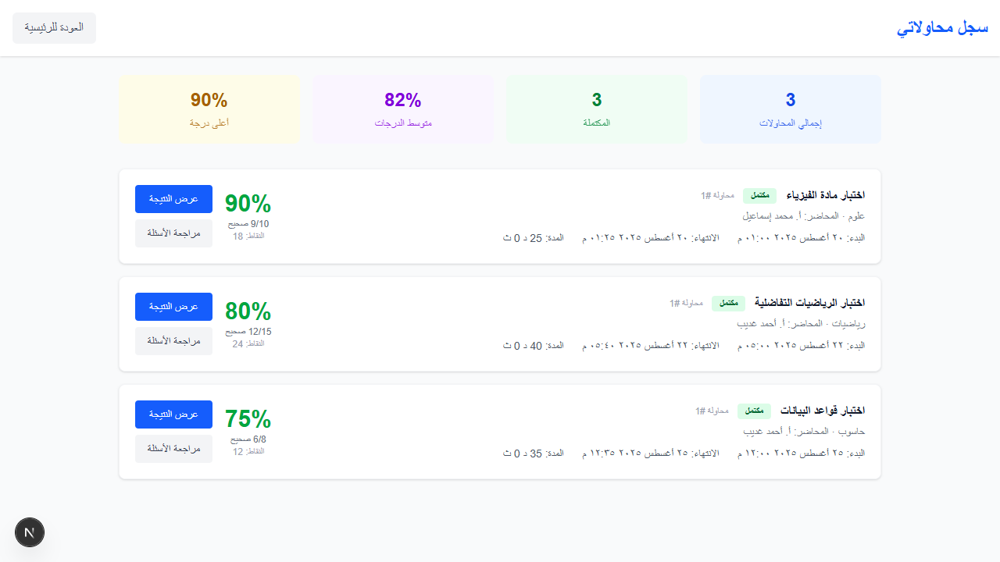 سجل محاولاتي
العودة للرئيسية
3
إجمالي المحاولات
3
المكتملة
82%
متوسط الدرجات
90%
أعلى درجة
اختبار مادة الفيزياء مكتمل محاولة #1
علوم · المحاضر: أ. محمد إسماعيل
البدء: ٢٠ أغسطس ٢٠٢٥ ٠١:٠٠ م الانتهاء: ٢٠ أغسطس ٢٠٢٥ ٠١:٢٥ م المدة: 25 د 0 ث
90%
9/10 صحيح
النقاط: 18
عرض النتيجة
مراجعة الأسئلة
اختبار الرياضيات التفاضلية مكتمل محاولة #1
رياضيات · المحاضر: أ. أحمد غديب
البدء: ٢٢ أغسطس ٢٠٢٥ ٠٥:٠٠ م الانتهاء: ٢٢ أغسطس ٢٠٢٥ ٠٥:٤٠ م المدة: 40 د 0 ث
80%
12/15 صحيح
النقاط: 24
عرض النتيجة
مراجعة الأسئلة
اختبار قواعد البيانات مكتمل محاولة #1
حاسوب · المحاضر: أ. أحمد غديب
البدء: ٢٥ أغسطس ٢٠٢٥ ١٢:٠٠ م الانتهاء: ٢٥ أغسطس ٢٠٢٥ ١٢:٣٥ م المدة: 35 د 0 ث
75%
6/8 صحيح
النقاط: 12
عرض النتيجة
مراجعة الأسئلة
N